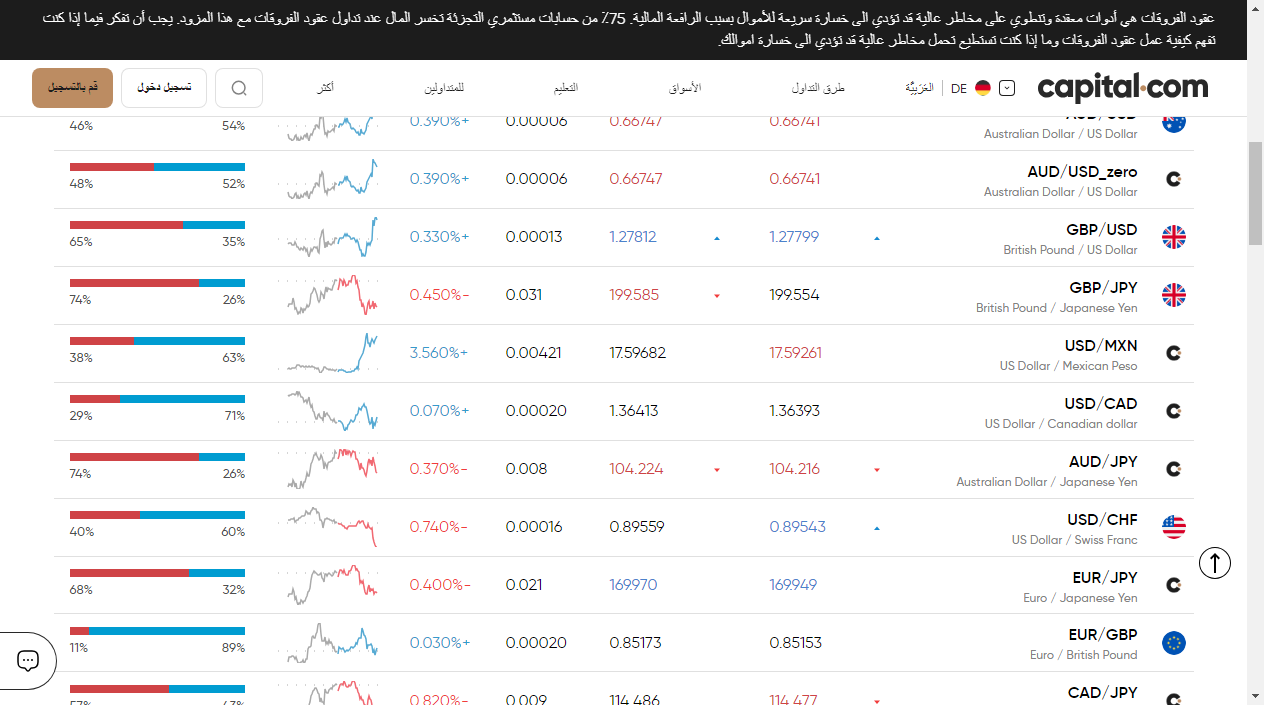 عقود الفروقات هي أدوات معقدة وتنطوي على مخاطر عالية قد تؤدي الى خسارة سريعة للأموال بسبب الرافعة المالية. 75٪ من حسابات مستثمري التجزئة تخسر المال عند تداول عقود الفروقات مع هذا المزود. يجب أن تفكر فيما إذا كنت
تفهم كيفية عمل عقود الفروقات وما إذا كنت تستطيع تحمل مخاطر عالية قد تؤدي الى خسارة اموالك.
capital.com DE العَرَبِيَّة طرق التداول الأسواق التعليم للمتداولين أكثر تسجيل دخول قم بالتسجيل
AUD/USD 0.66741 0.66747 0.00006 0.390%+ 54% 46%
Australian Dollar / US Dollar
AUD/USD_zero 0.66741 0.66747 0.00006 0.390%+ 52% 48%
Australian Dollar / US Dollar
GBP/USD 1.27799 1.27812 0.00013 0.330%+ 35% 65%
British Pound / US Dollar
GBP/JPY 199.554 199.585 0.031 0.450%- 26% 74%
British Pound / Japanese Yen
USD/MXN 17.59261 17.59682 0.00421 3.560%+ 63% 38%
US Dollar / Mexican Peso
USD/CAD 1.36393 1.36413 0.00020 0.070%+ 71% 29%
US Dollar / Canadian dollar
AUD/JPY 104.216 104.224 0.008 0.370%- 26% 74%
Australian Dollar / Japanese Yen
USD/CHF 0.89543 0.89559 0.00016 0.740%- 60% 40%
US Dollar / Swiss Franc
EUR/JPY 169.949 169.970 0.021 0.400%- 32% 68%
Euro / Japanese Yen
EUR/GBP 0.85153 0.85173 0.00020 0.030%+ 89% 11%
Euro / British Pound
CAD/JPY 114.477 114.486 0.009 0.820%-